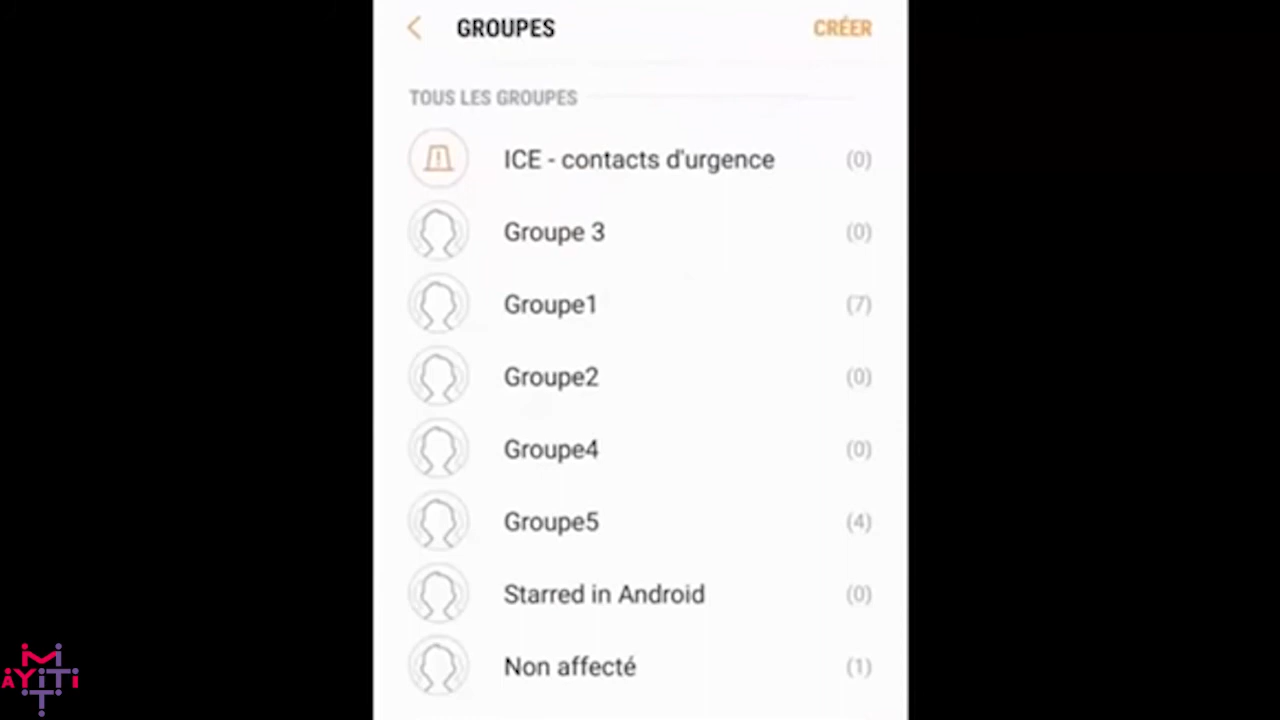 GROUPES
CRÉER
TOUS LES GROUPES
ICE - contacts d'urgence (0)
Groupe 3 (0)
Groupe1 (7)
Groupe2 (0)
Groupe4 (0)
Groupe5 (4)
Starred in Android (0)
Non affecté (1)